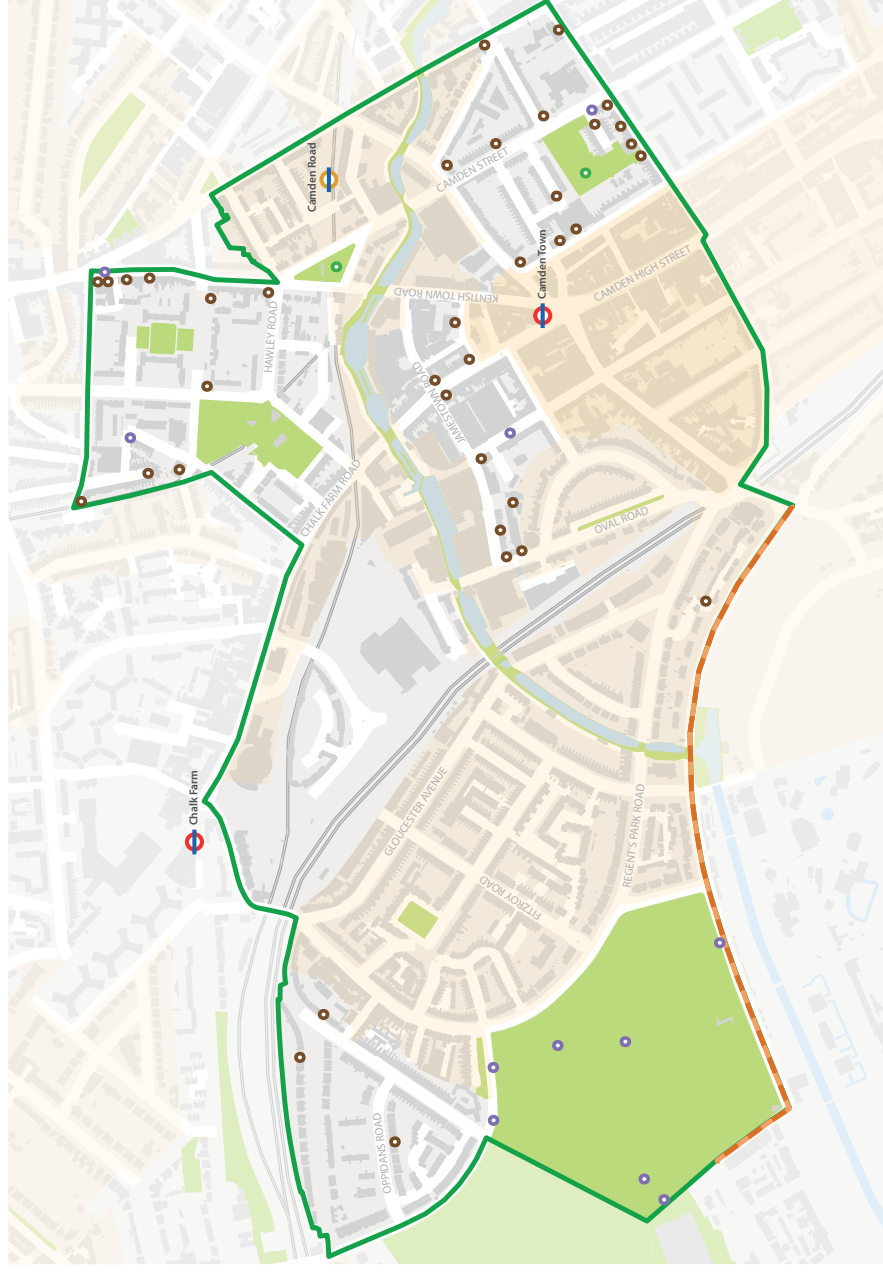 Camden Road
CAMDEN STREET
Camden Town
CAMDEN HIGH STREET
KENTISH TOWN ROAD
HAWLEY ROAD
JAMESTOWN ROAD
CHALK FARM ROAD
OVAL ROAD
Chalk Farm
GLOUCESTER AVENUE
REGENT'S PARK ROAD
FITZROY ROAD
OPPIDANS ROAD